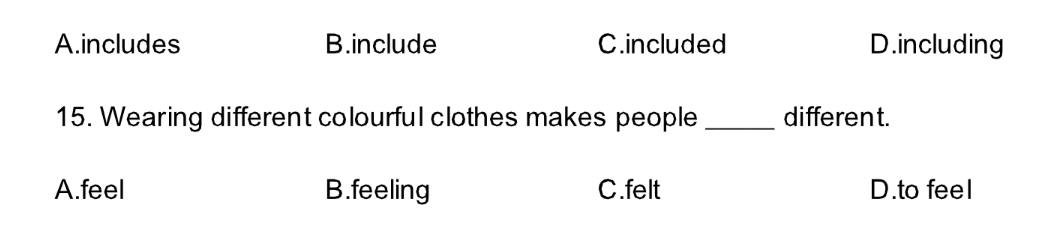 A.includes B.include C.included D.including
15. Wearing different colourful clothes makes people _____ different.
A.feel B.feeling C.felt D.to feel